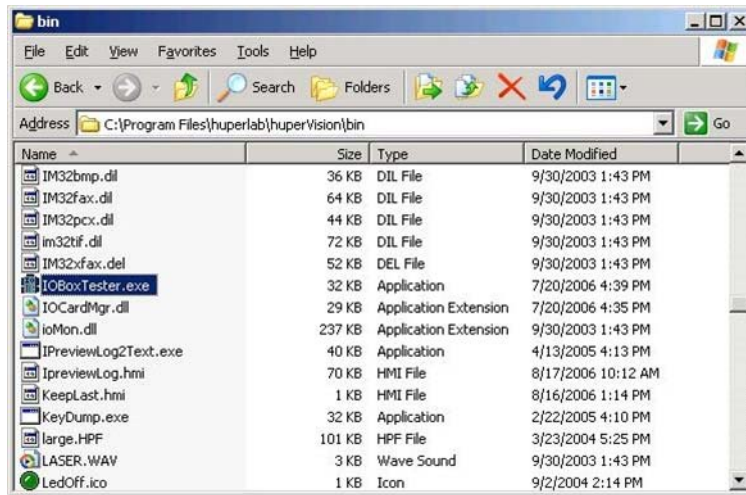 bin
File Edit View Favorites Tools Help
Back Search Folders
Address C:\Program Files\huperlab\huperVision\bin Go
Name Size Type Date Modified
IM32bmp.dil 36 KB DIL File 9/30/2003 1:43 PM
IM32fax.dil 64 KB DIL File 9/30/2003 1:43 PM
IM32pcx.dil 44 KB DIL File 9/30/2003 1:43 PM
im32tif.dil 72 KB DIL File 9/30/2003 1:43 PM
IM32xfax.del 52 KB DEL File 9/30/2003 1:43 PM
IOBoxTester.exe 32 KB Application 7/20/2006 4:39 PM
IOCardMgr.dll 29 KB Application Extension 7/20/2006 4:35 PM
ioMon.dll 237 KB Application Extension 9/30/2003 1:43 PM
IPreviewLog2Text.exe 40 KB Application 4/13/2005 4:13 PM
IpreviewLog.hmi 70 KB HMI File 8/17/2006 10:12 AM
KeepLast.hmi 1 KB HMI File 8/16/2006 1:14 PM
KeyDump.exe 32 KB Application 2/22/2005 4:10 PM
large.HPF 101 KB HPF File 3/23/2004 5:25 PM
LASER.WAV 3 KB Wave Sound 9/30/2003 1:43 PM
LedOff.ico 1 KB Icon 9/2/2004 2:14 PM